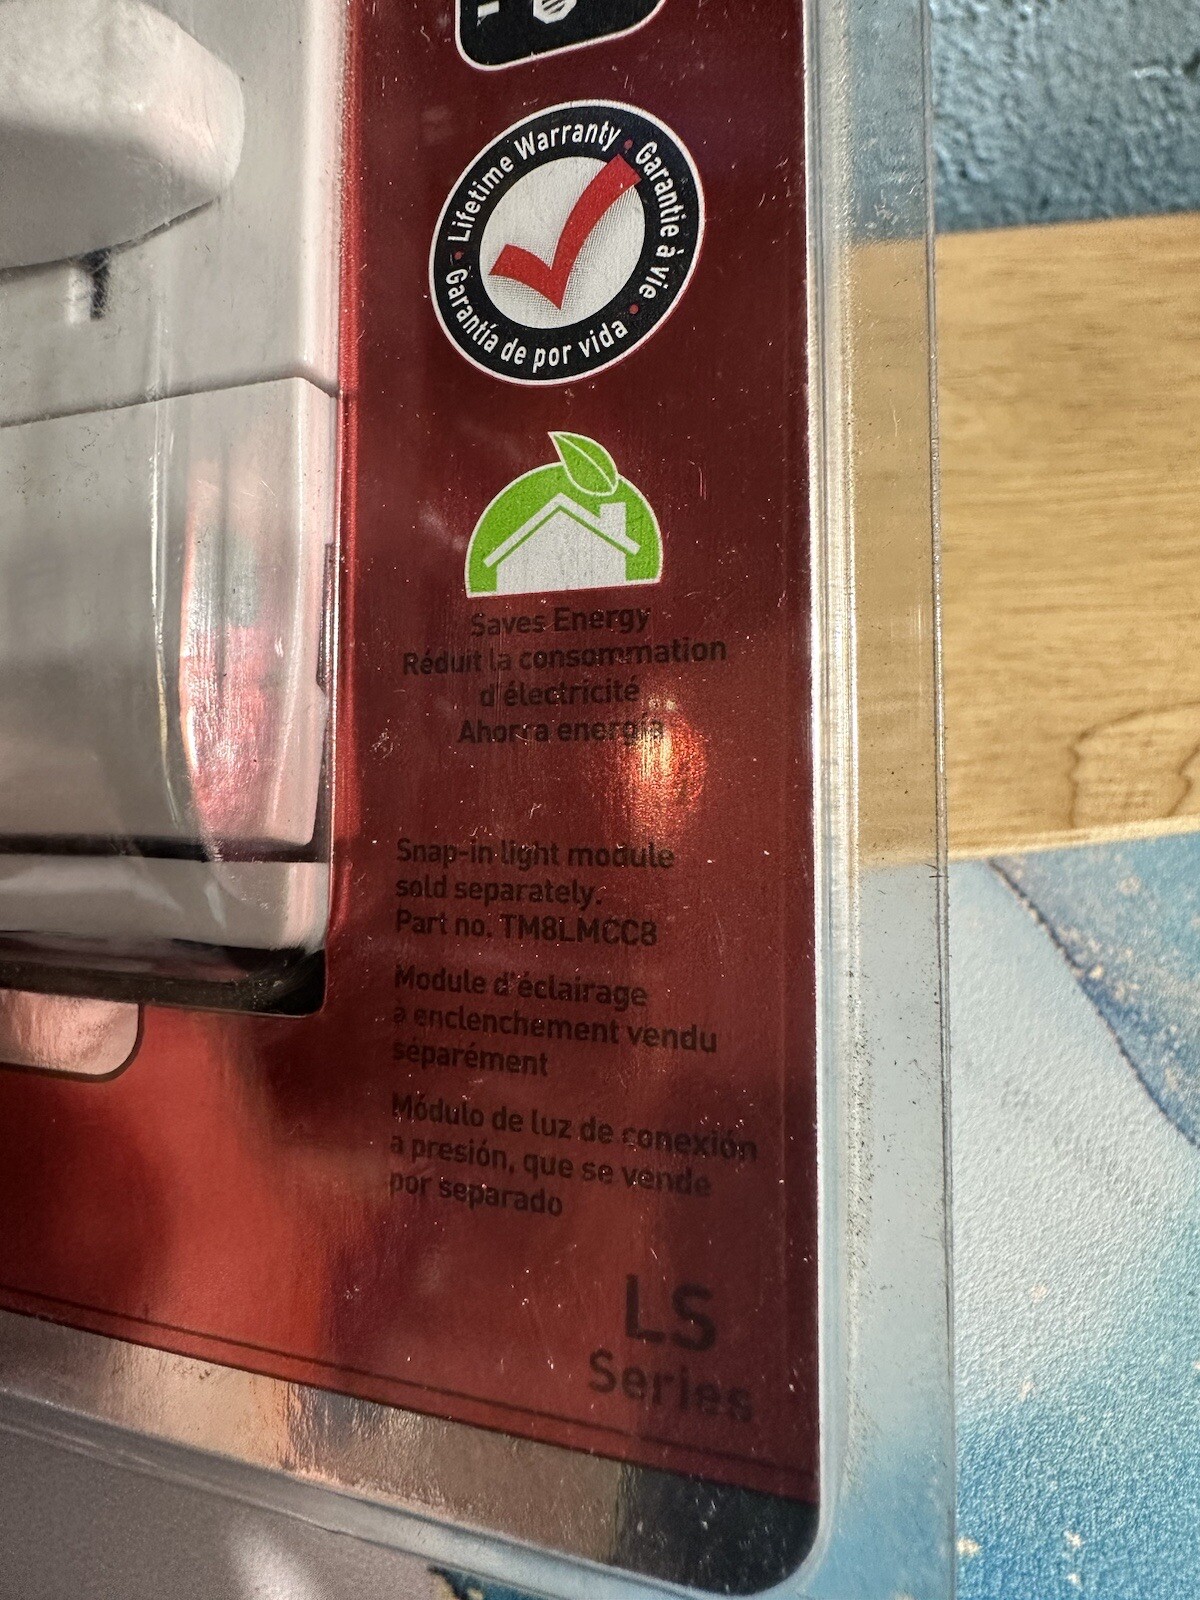 Lifetime Warranty • Garantie à vie • Garantía de por vida •
Saves Energy
Réduit la consommation
d'électricité
Ahorra energía
Snap-in light module
sold separately.
Part no. TM8LMCC8
Module d'éclairage
à enclenchement vendu
séparément
Módulo de luz de conexión
a presión, que se vende
por separado
LS
Series